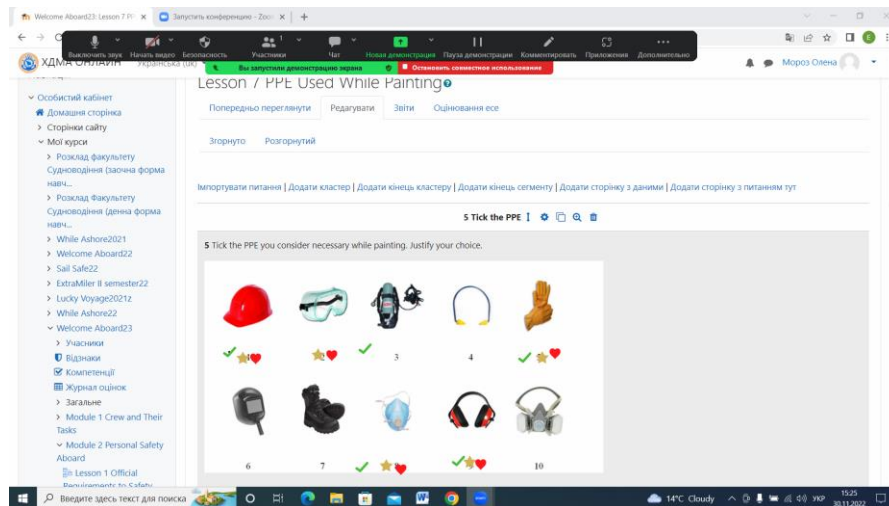 Welcome Aboard23: Lesson 7 PP
Запустить конференцию - Zoom
Выключить звук Начать видео Безопасность Участники 1 Чат Новая демонстрация Пауза демонстрации Комментировать Приложения Дополнительно
Вы запустили демонстрацию экрана Остановить совместное использование
ХДМА ОНЛАЙН Українська (uk) Мороз Олена
Lesson 7 PPE Used While Painting
Особистий кабінет
Домашня сторінка
Сторінки сайту
Мої курси
Розклад факультету
Судноводіння (заочна форма
навч...
Розклад Факультету
Судноводіння (денна форма
навч...
While Ashore2021
Welcome Aboard22
Sail Safe22
ExtraMiler II semester22
Lucky Voyage2021z
While Ashore22
Welcome Aboard23
Учасники
Відзнаки
Компетенції
Журнал оцінок
Загальне
Module 1 Crew and Their
Tasks
Module 2 Personal Safety
Aboard
Lesson 1 Official
Requirements to Safety
Попередньо переглянути Редагувати Звіти Оцінювання есе
Згорнуто Розгорнутий
Імпортувати питання | Додати кластер | Додати кінець кластеру | Додати кінець сегменту | Додати сторінку з даними | Додати сторінку з питанням тут
5 Tick the PPE
5 Tick the PPE you consider necessary while painting. Justify your choice.
3 4
6 7 10
Введите здесь текст для поиска
14°C Cloudy УКР 15:25
30.11.2022